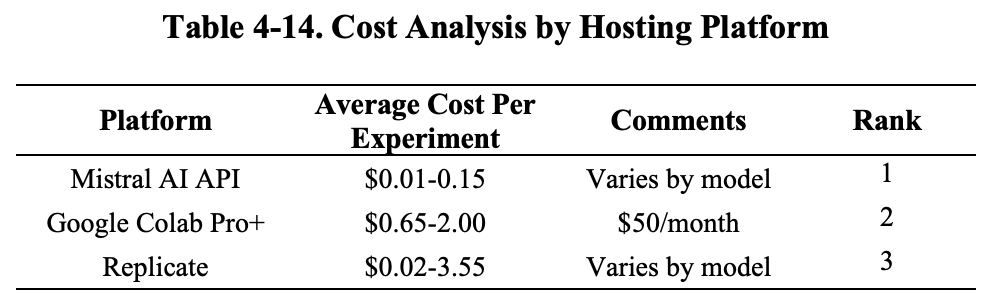 Table 4-14. Cost Analysis by Hosting Platform
Platform Average Cost Per Experiment Comments Rank
Mistral AI API $0.01-0.15 Varies by model 1
Google Colab Pro+ $0.65-2.00 $50/month 2
Replicate $0.02-3.55 Varies by model 3